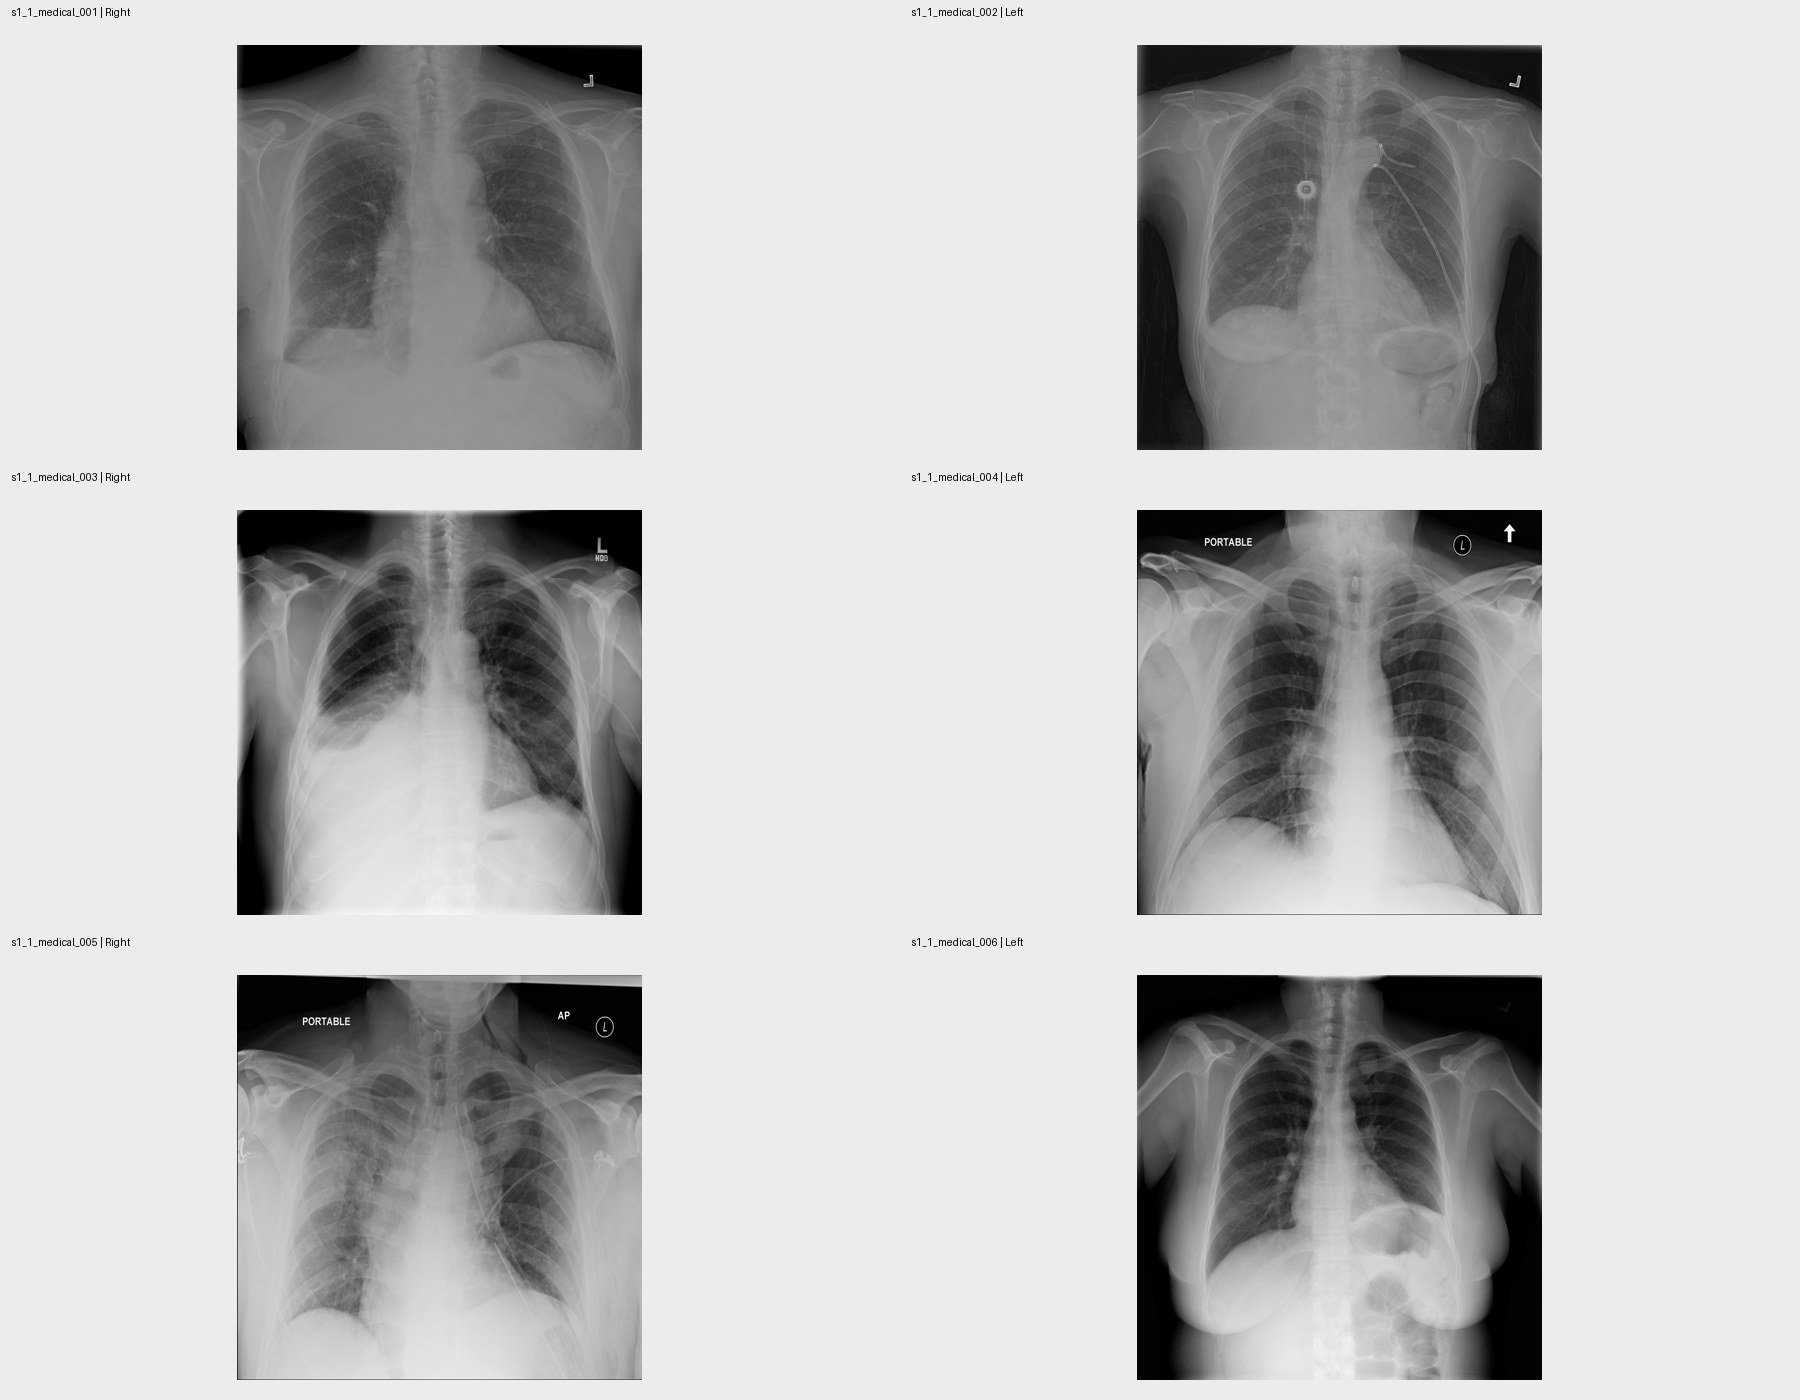 s1_1_medical_001 | Right
s1_1_medical_002 | Left
L
L
s1_1_medical_003 | Right
s1_1_medical_004 | Left
L
PORTABLE
L
s1_1_medical_005 | Right
s1_1_medical_006 | Left
PORTABLE
AP
L